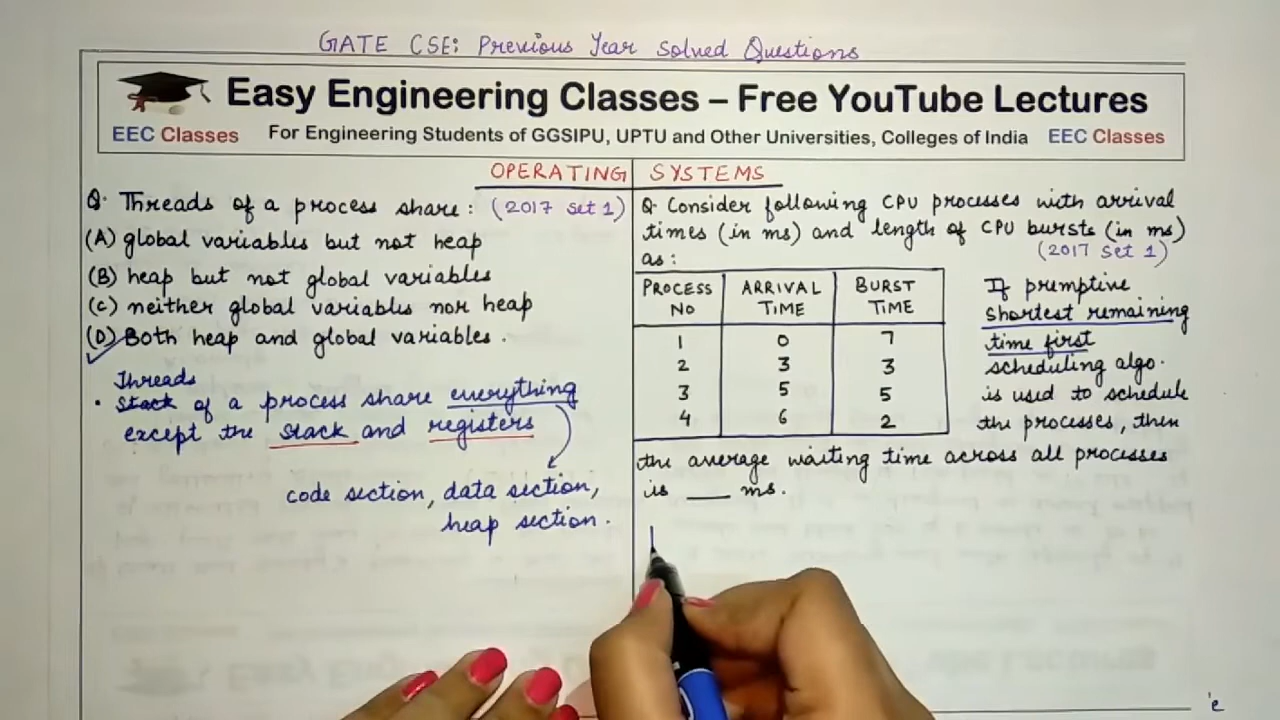 GATE CSE: Previous Year Solved Questions
Easy Engineering Classes – Free YouTube Lectures
EEC Classes For Engineering Students of GGSIPU, UPTU and Other Universities, Colleges of India EEC Classes
OPERATING SYSTEMS
Q. Threads of a process share: (2017 Set 1)
(A) global variables but not heap
(B) heap but not global variables
(C) neither global variables nor heap
(D) Both heap and global variables.
Threads
• Stack of a process share everything
except the stack and registers
code section, data section,
heap section.
Q. Consider following CPU processes with arrival
times (in ms) and length of CPU bursts (in ms)
as: (2017 Set 1)
PROCESS NO ARRIVAL TIME BURST TIME
1 0 7
2 3 3
3 5 5
4 6 2
If premptive
shortest remaining
time first
scheduling algo.
is used to schedule
the processes, then
the average waiting time across all processes
is ___ ms.